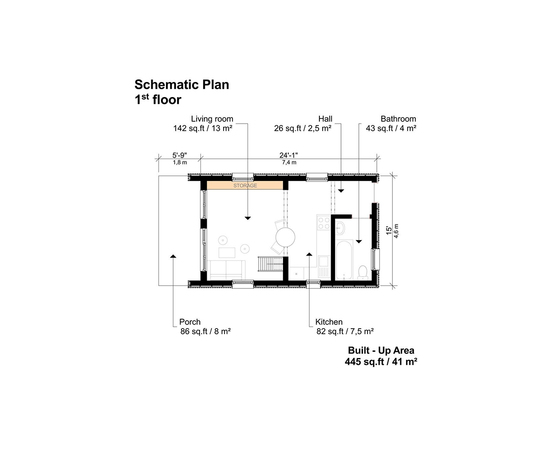 Schematic Plan
1st floor
Living room
142 sq.ft / 13 m²
Hall
26 sq.ft / 2,5 m²
Bathroom
43 sq.ft / 4 m²
5'-9"
1,8 m
24'-1"
7,4 m
STORAGE
15'
4,6 m
Porch
86 sq.ft / 8 m²
Kitchen
82 sq.ft / 7,5 m²
Built - Up Area
445 sq.ft / 41 m²